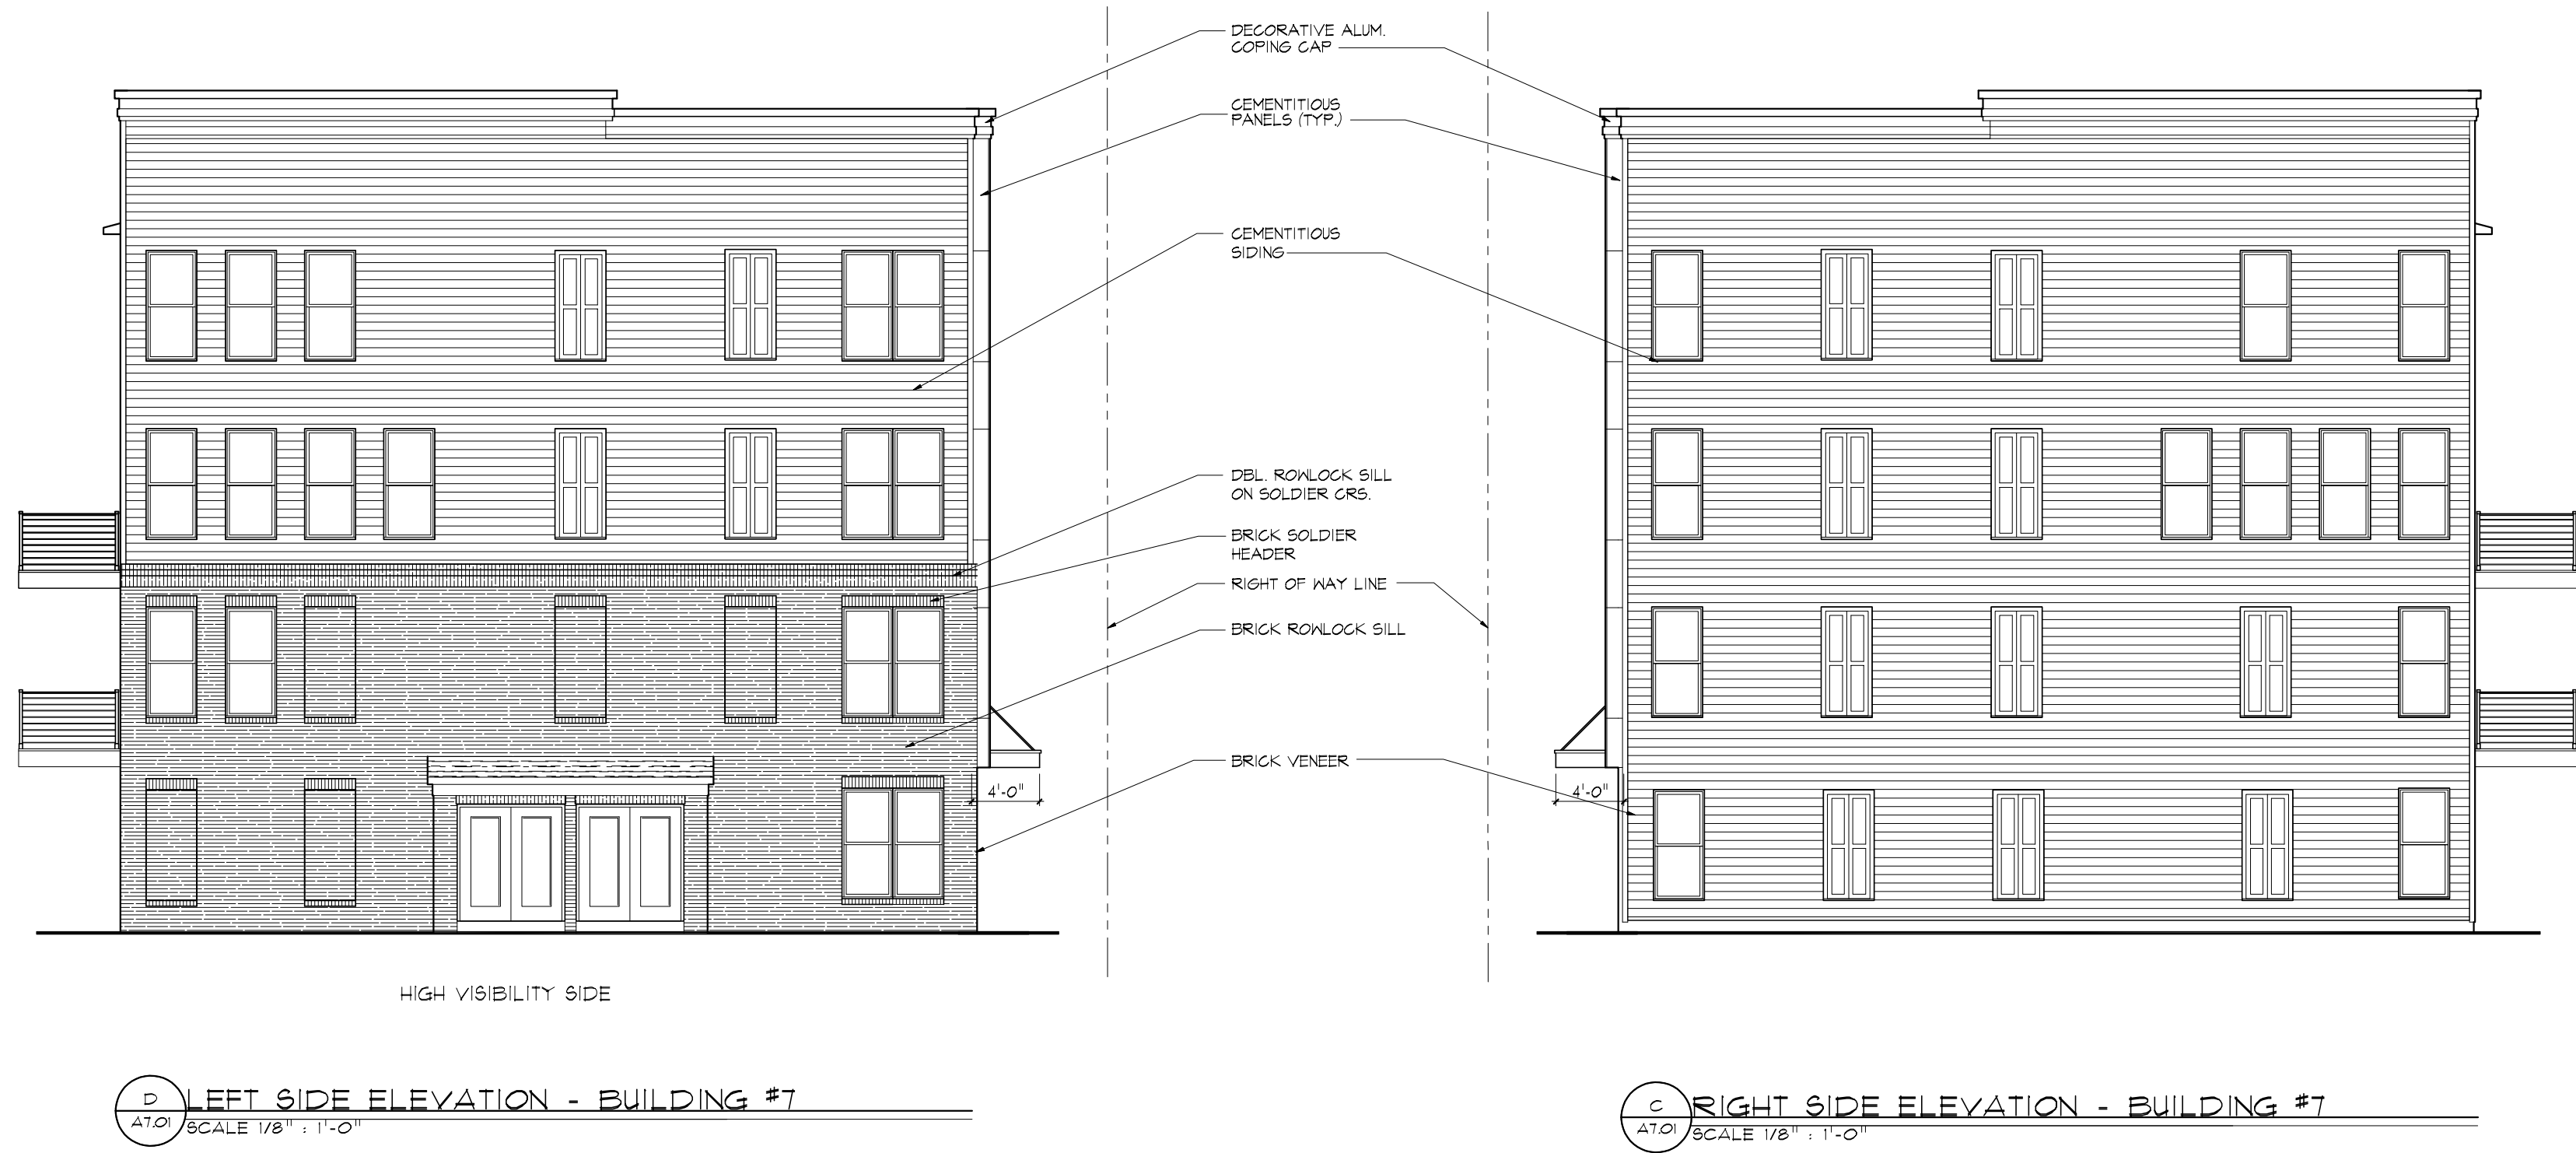 DECORATIVE ALUM.
COPING CAP
CEMENTITIOUS
PANELS (TYP.)
CEMENTITIOUS
SIDING
DBL. ROWLOCK SILL
ON SOLDIER CRS.
BRICK SOLDIER
HEADER
RIGHT OF WAY LINE
BRICK ROWLOCK SILL
BRICK VENEER
4'-0"
4'-0"
HIGH VISIBILITY SIDE
D
A7.01
LEFT SIDE ELEVATION - BUILDING #7
SCALE 1/8" : 1'-0"
C
A7.01
RIGHT SIDE ELEVATION - BUILDING #7
SCALE 1/8" : 1'-0"